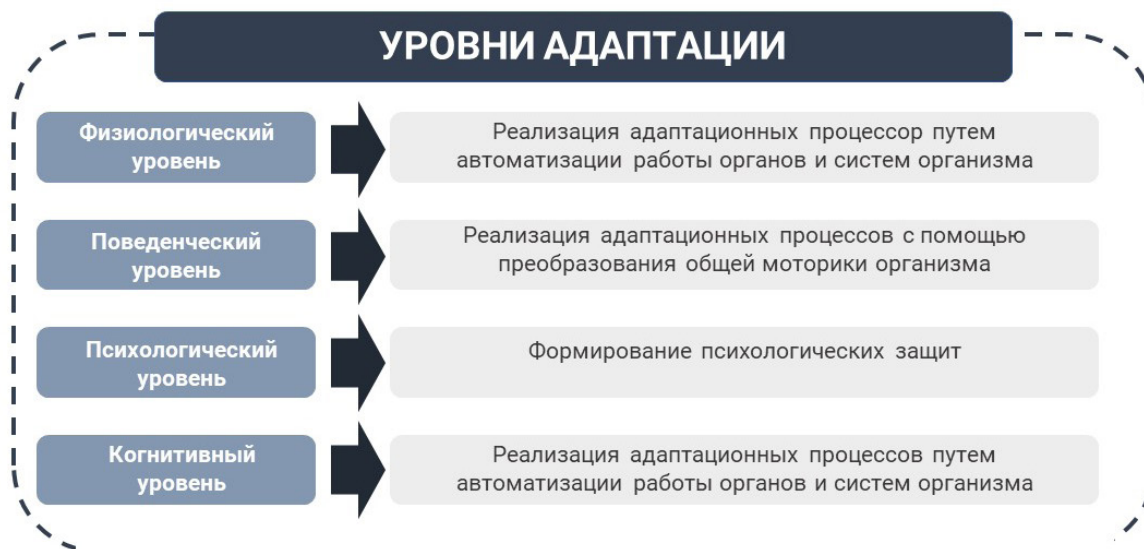 УРОВНИ АДАПТАЦИИ
Физиологический
уровень
Реализация адаптационных процессор путем
автоматизации работы органов и систем организма
Поведенческий
уровень
Реализация адаптационных процессов с помощью
преобразования общей моторики организма
Психологический
уровень
Формирование психологических защит
Когнитивный
уровень
Реализация адаптационных процессов путем
автоматизации работы органов и систем организма